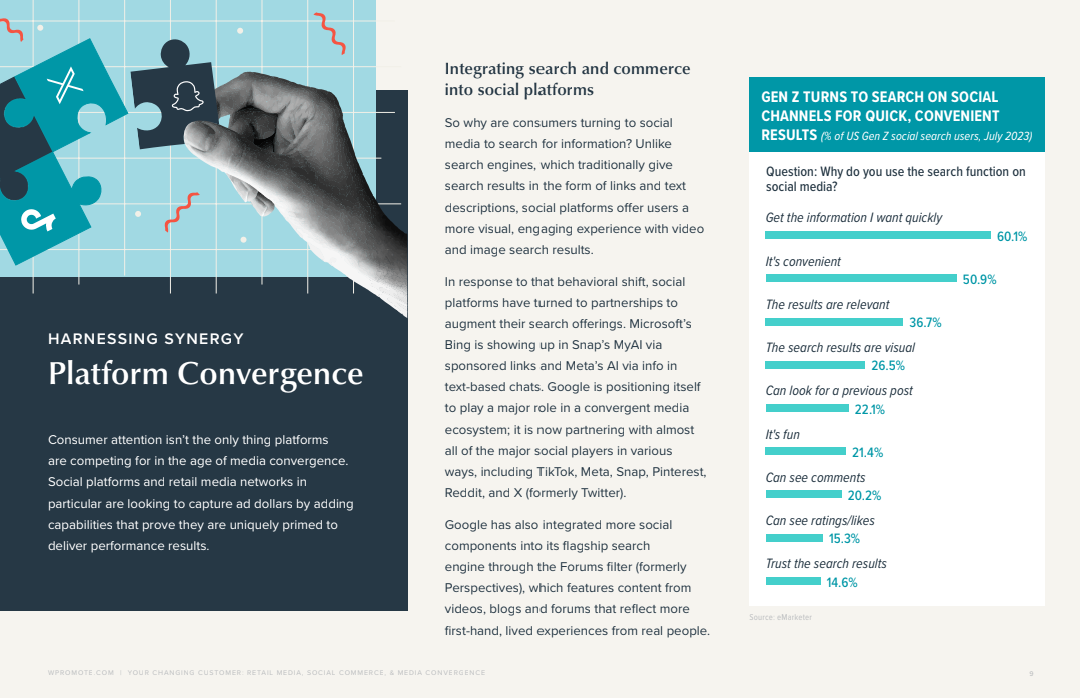 HARNESSING SYNERGY
Platform Convergence
Consumer attention isn't the only thing platforms
are competing for in the age of media convergence.
Social platforms and retail media networks in
particular are looking to capture ad dollars by adding
capabilities that prove they are uniquely primed to
deliver performance results.
Integrating search and commerce
into social platforms
So why are consumers turning to social
media to search for information? Unlike
search engines, which traditionally give
search results in the form of links and text
descriptions, social platforms offer users a
more visual, engaging experience with video
and image search results.
In response to that behavioral shift, social
platforms have turned to partnerships to
augment their search offerings. Microsoft's
Bing is showing up in Snap's MyAI via
sponsored links and Meta's AI via info in
text-based chats. Google is positioning itself
to play a major role in a convergent media
ecosystem; it is now partnering with almost
all of the major social players in various
ways, including TikTok, Meta, Snap, Pinterest,
Reddit, and X (formerly Twitter).
Google has also integrated more social
components into its flagship search
engine through the Forums filter (formerly
Perspectives), which features content from
videos, blogs and forums that reflect more
first-hand, lived experiences from real people.
GEN Z TURNS TO SEARCH ON SOCIAL
CHANNELS FOR QUICK, CONVENIENT
RESULTS (% of US Gen Z social search users, July 2023)
Question: Why do you use the search function on
social media?
Get the information I want quickly
60.1%
It's convenient
50.9%
The results are relevant
36.7%
The search results are visual
26.5%
Can look for a previous post
22.1%
It's fun
21.4%
Can see comments
20.2%
Can see ratings/likes
15.3%
Trust the search results
14.6%
Source: eMarketer
WPROMOTE.COM | YOUR CHANGING CUSTOMER: RETAIL MEDIA, SOCIAL COMMERCE, & MEDIA CONVERGENCE
9